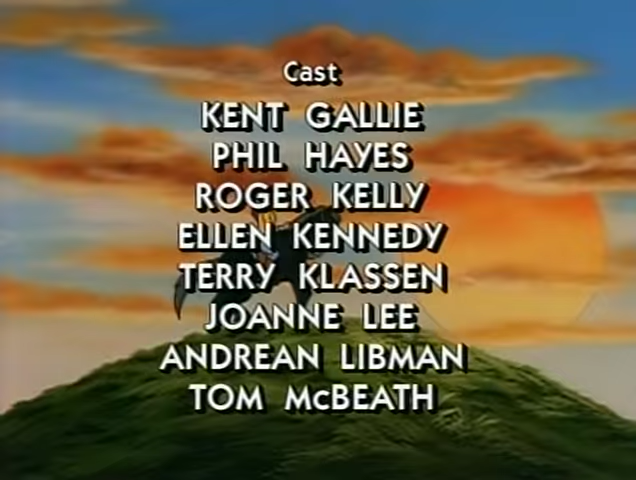 Cast
KENT GALLIE
PHIL HAYES
ROGER KELLY
ELLEN KENNEDY
TERRY KLASSEN
JOANNE LEE
ANDREAN LIBMAN
TOM McBEATH